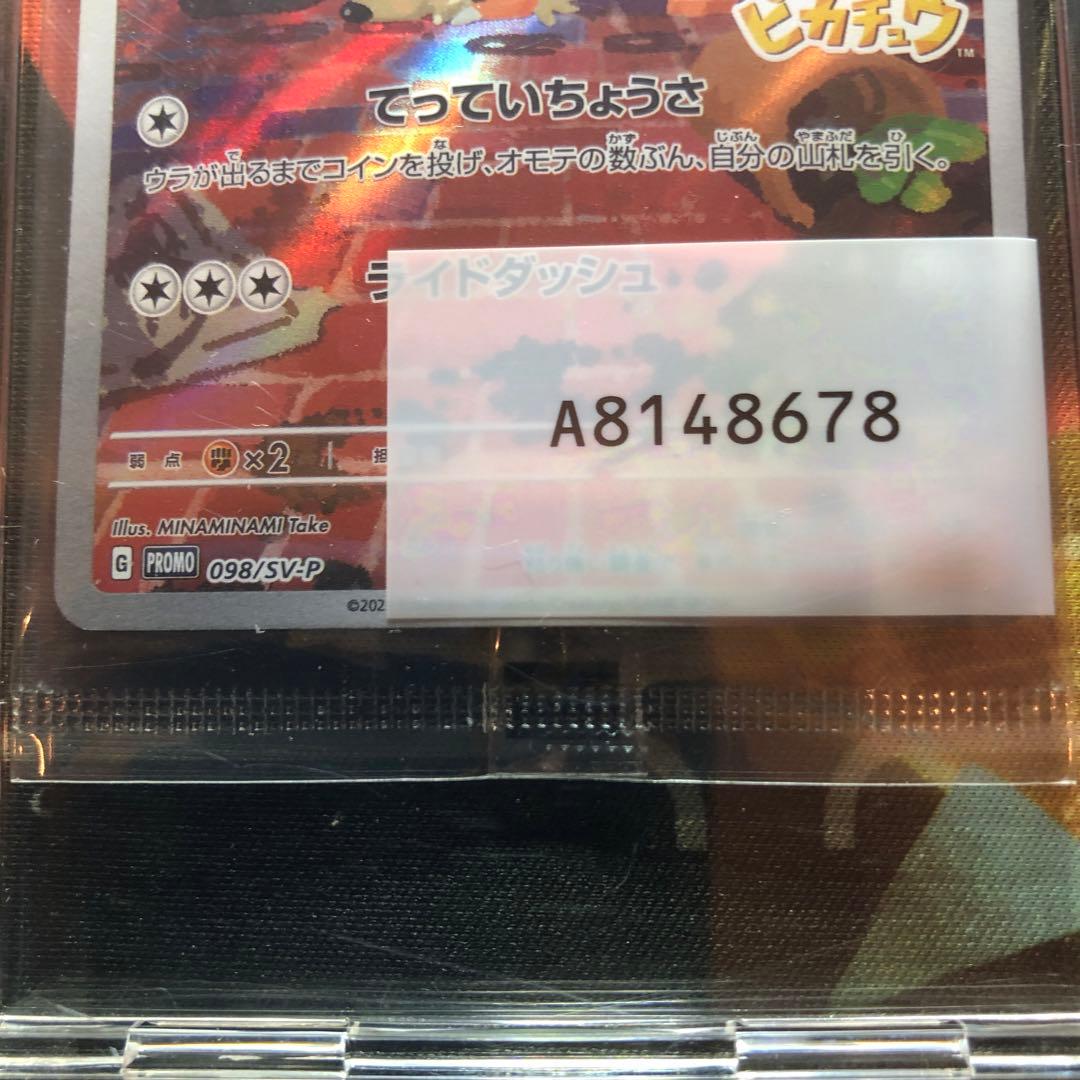 ピカチュウ™
てっていちょうさ
ウラが出るまでコインを投げ、オモテの数ぶん、自分の山札を引く。
ライドダッシュ
A8148678
弱点 ×2
Illus. MINAMINAMI Take
G PROMO 098/SV-P
©202